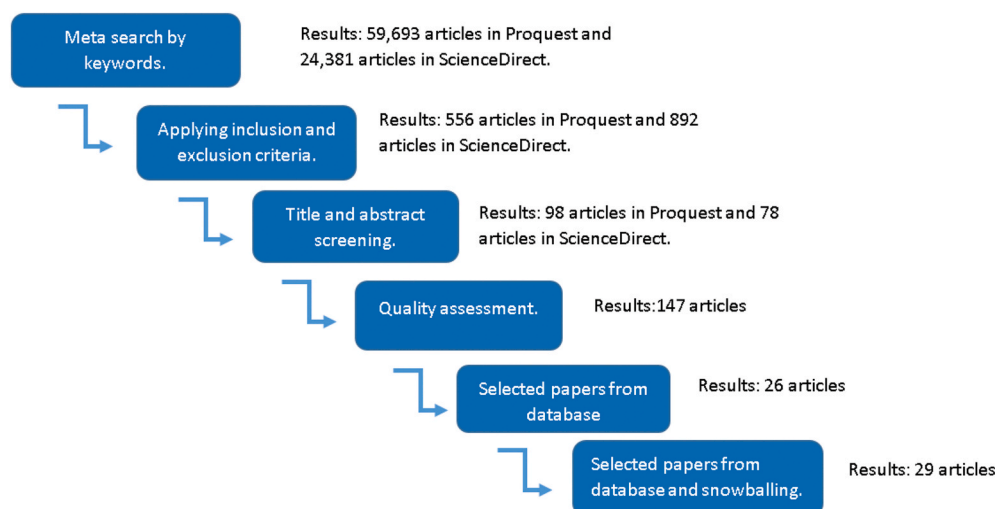 Meta search by
keywords.
Results: 59,693 articles in Proquest and
24,381 articles in ScienceDirect.
Applying inclusion and
exclusion criteria.
Results: 556 articles in Proquest and 892
articles in ScienceDirect.
Title and abstract
screening.
Results: 98 articles in Proquest and 78
articles in ScienceDirect.
Quality assessment.
Results:147 articles
Selected papers from
database
Results: 26 articles
Selected papers from
database and snowballing.
Results: 29 articles